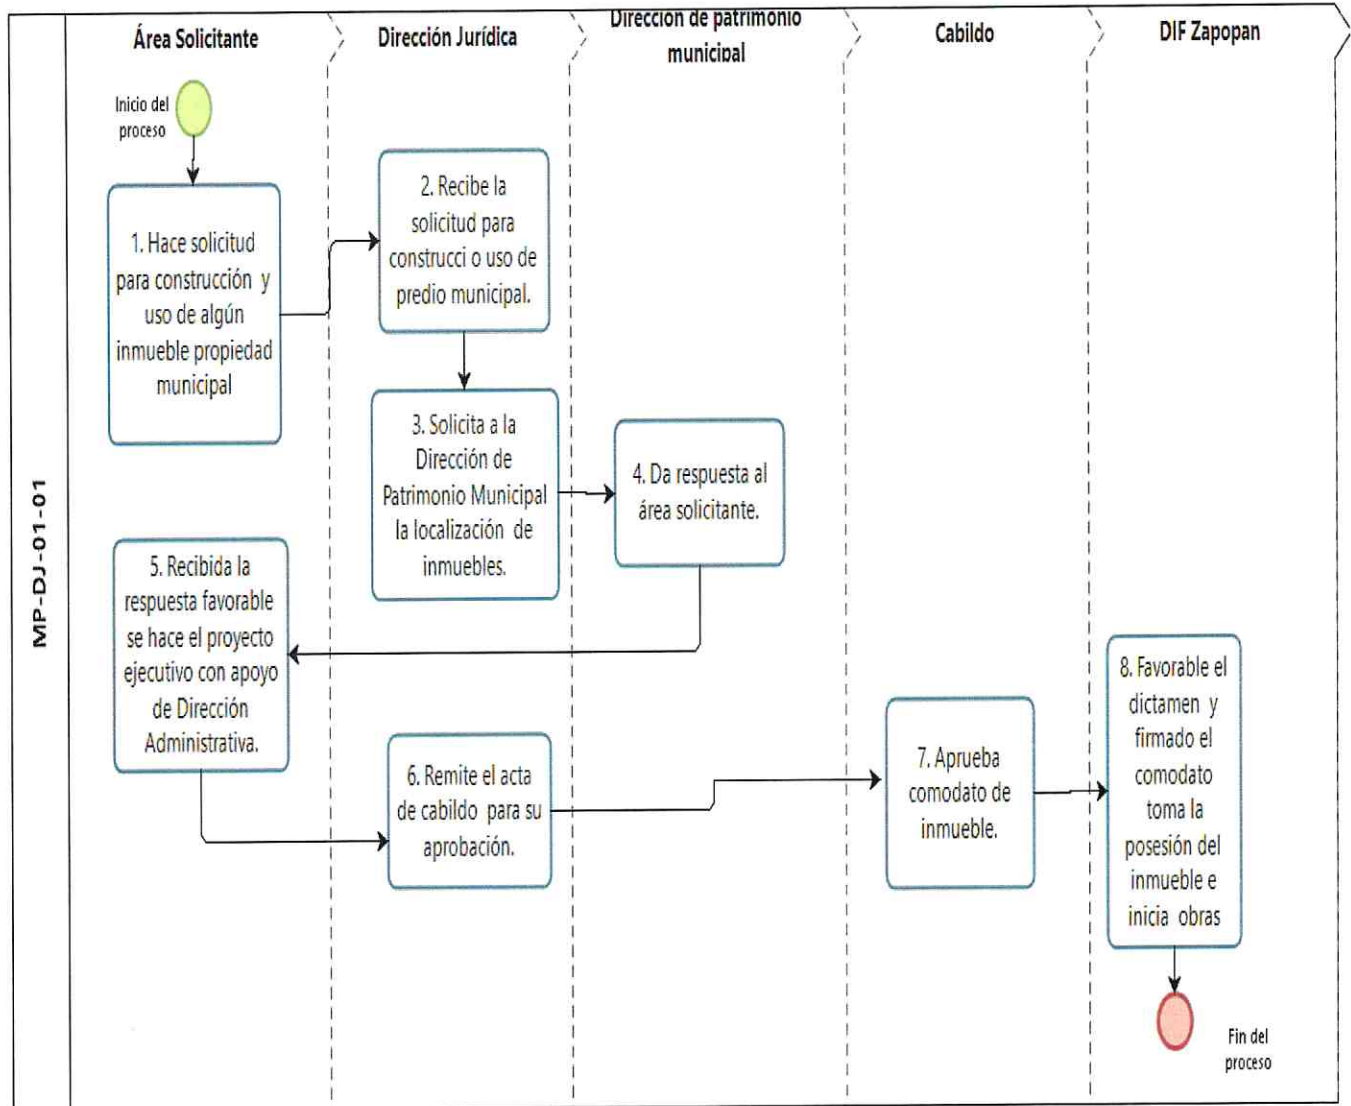 Área Solicitante
Dirección Jurídica
Dirección de patrimonio
municipal
Cabildo
DIF Zapopan
MP-DJ-01-01
Inicio del
proceso
1. Hace solicitud
para construcción y
uso de algún
inmueble propiedad
municipal
2. Recibe la
solicitud para
construcci o uso de
predio municipal.
3. Solicita a la
Dirección de
Patrimonio Municipal
la localización de
inmuebles.
4. Da respuesta al
área solicitante.
5. Recibida la
respuesta favorable
se hace el proyecto
ejecutivo con apoyo
de Dirección
Administrativa.
6. Remite el acta
de cabildo para su
aprobación.
7. Aprueba
comodato de
inmueble.
8. Favorable el
dictamen y
firmado el
comodato
toma la
posesión del
inmueble e
inicia obras
Fin del
proceso